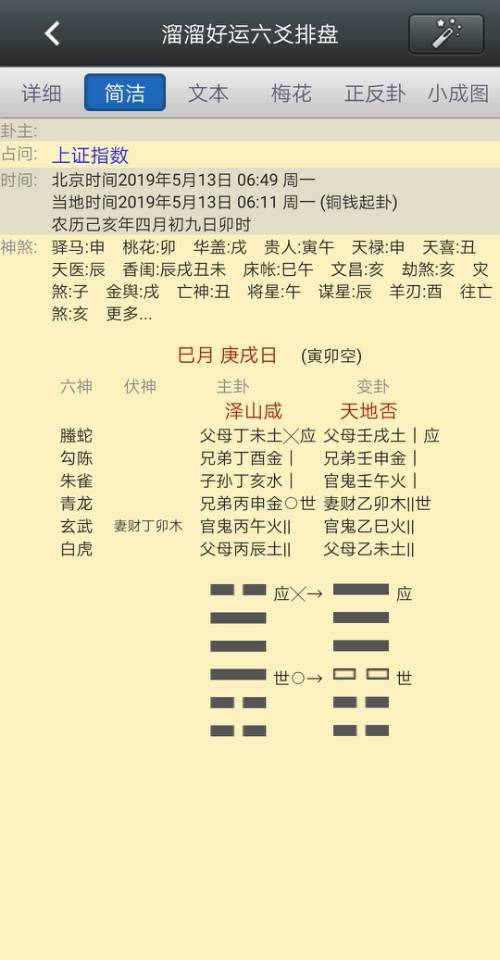 溜溜好运六爻排盘
详细 简洁 文本 梅花 正反卦 小成图
卦主:
占问: 上证指数
时间: 北京时间2019年5月13日 06:49 周一
当地时间2019年5月13日 06:11 周一 (铜钱起卦)
农历己亥年四月初九日卯时
神煞: 驿马:申 桃花:卯 华盖:戌 贵人:寅午 天禄:申 天喜:丑
天医:辰 香闺:辰戌丑未 床帐:巳午 文昌:亥 劫煞:亥 灾
煞:子 金舆:戌 亡神:丑 将星:午 谋星:辰 羊刃:酉 往亡
煞:亥 更多...
巳月 庚戌日 (寅卯空)
六神 伏神 主卦 变卦
泽山咸 天地否
螣蛇 父母丁未土╳应 父母壬戌土｜应
勾陈 兄弟丁酉金｜ 兄弟壬申金｜
朱雀 子孙丁亥水｜ 官鬼壬午火｜
青龙 兄弟丙申金○世 妻财乙卯木||世
玄武 妻财丁卯木 官鬼丙午火|| 官鬼乙巳火||
白虎 父母丙辰土|| 父母乙未土||
应╳→ 应
世○→ 世